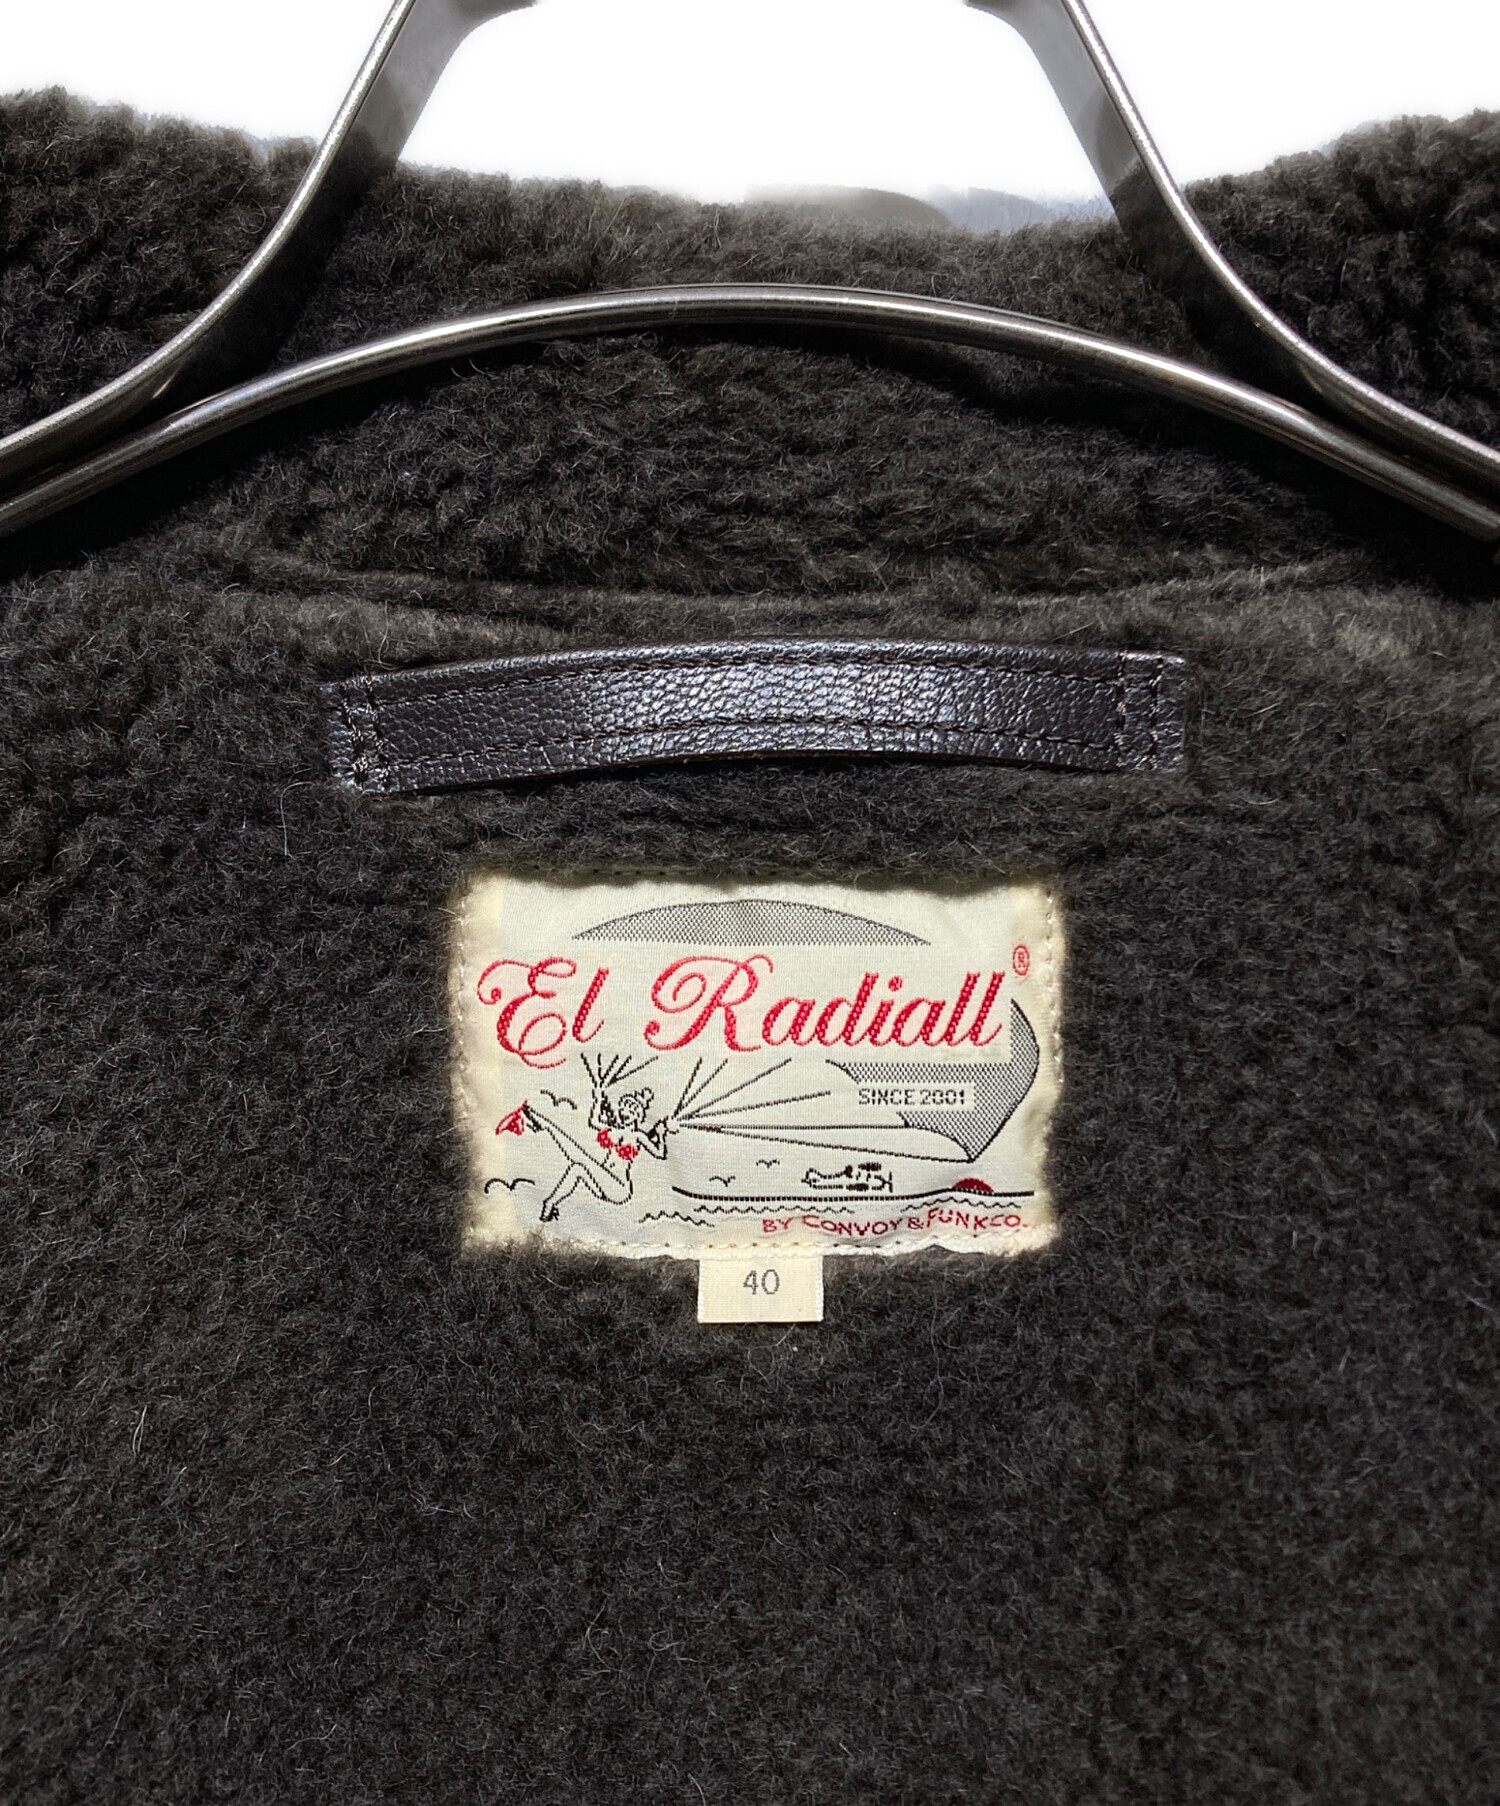 El Radiall®
SINCE 2001
BY CONVOY & FUNK CO.
40